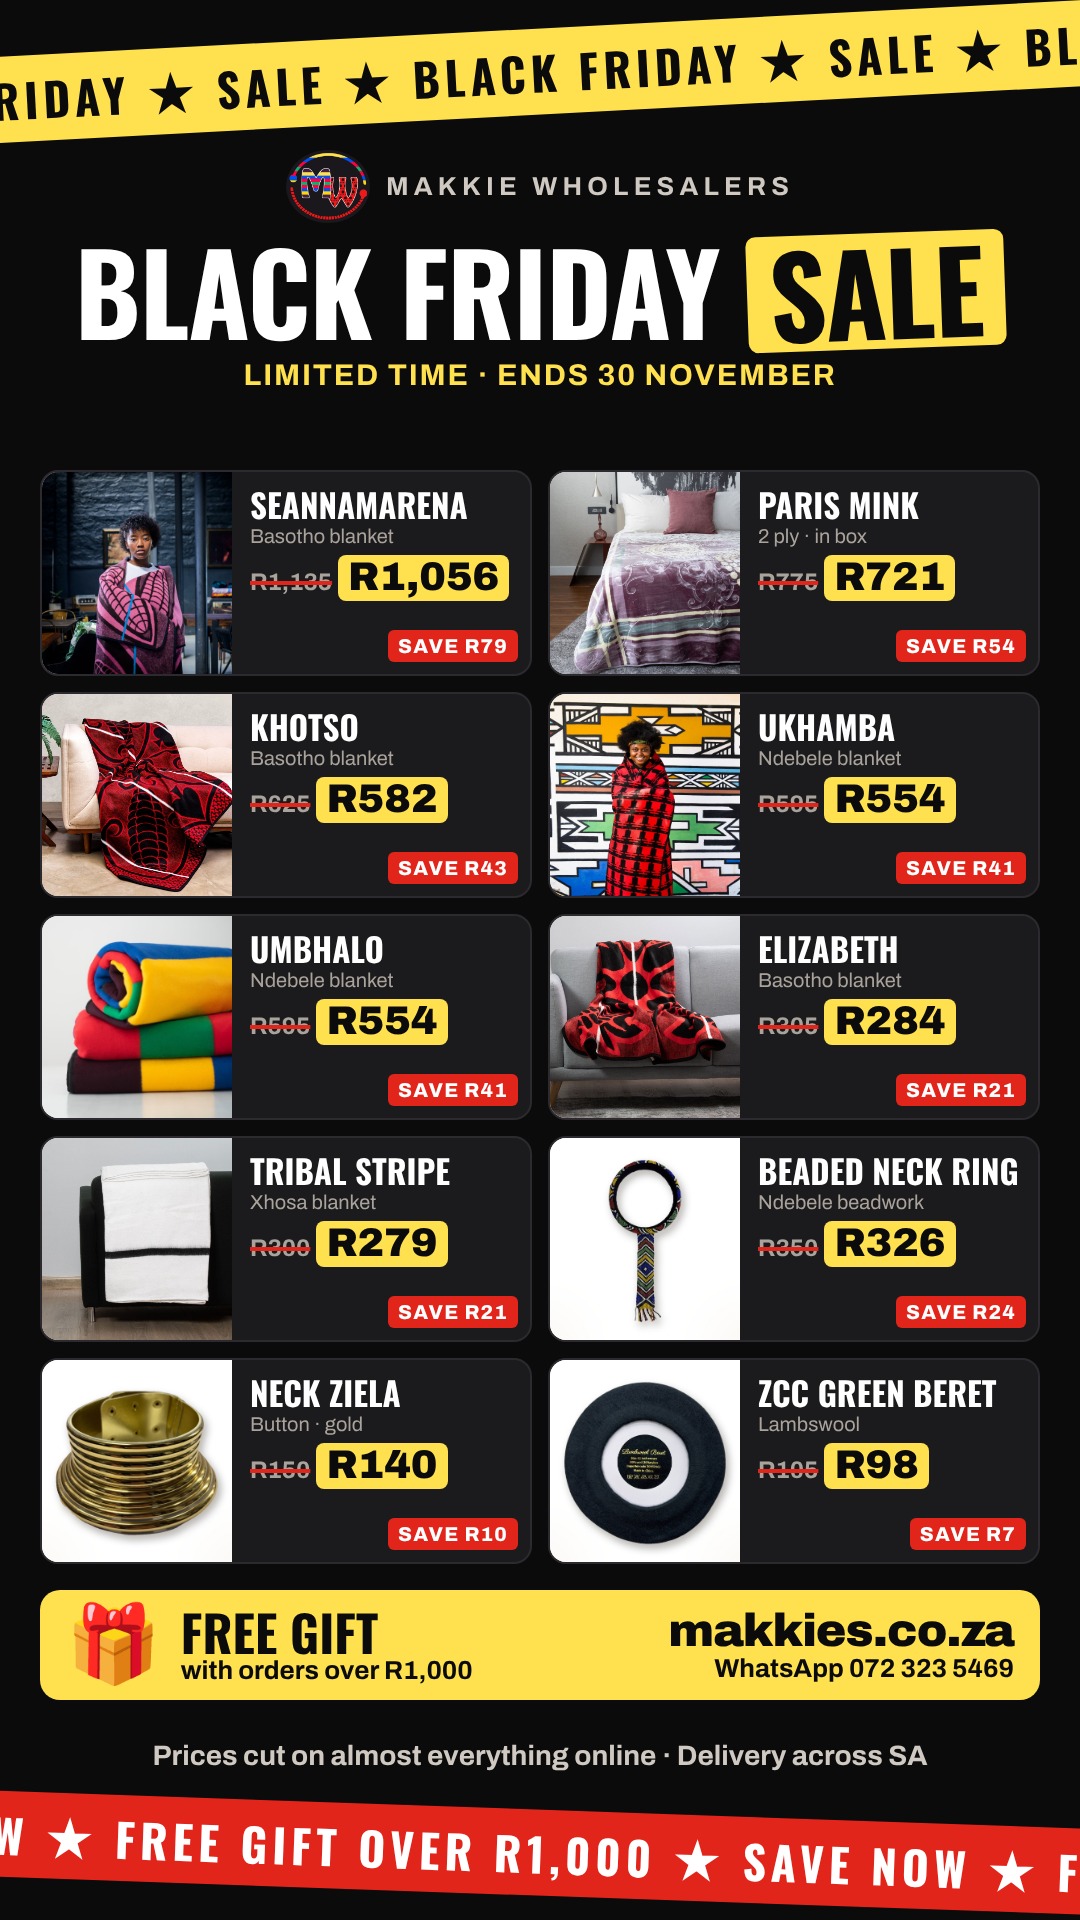 RIDAY ★ SALE ★ BLACK FRIDAY ★ SALE ★ BL
MW MAKKIE WHOLESALERS
BLACK FRIDAY SALE
LIMITED TIME · ENDS 30 NOVEMBER
SEANNAMARENA
Basotho blanket
R1,135 R1,056
SAVE R79
PARIS MINK
2 ply · in box
R775 R721
SAVE R54
KHOTSO
Basotho blanket
R625 R582
SAVE R43
UKHAMBA
Ndebele blanket
R595 R554
SAVE R41
UMBHALO
Ndebele blanket
R595 R554
SAVE R41
ELIZABETH
Basotho blanket
R305 R284
SAVE R21
TRIBAL STRIPE
Xhosa blanket
R300 R279
SAVE R21
BEADED NECK RING
Ndebele beadwork
R350 R326
SAVE R24
NECK ZIELA
Button · gold
R150 R140
SAVE R10
ZCC GREEN BERET
Lambswool
R105 R98
SAVE R7
FREE GIFT
with orders over R1,000
makkies.co.za
WhatsApp 072 323 5469
Prices cut on almost everything online · Delivery across SA
W ★ FREE GIFT OVER R1,000 ★ SAVE NOW ★ F